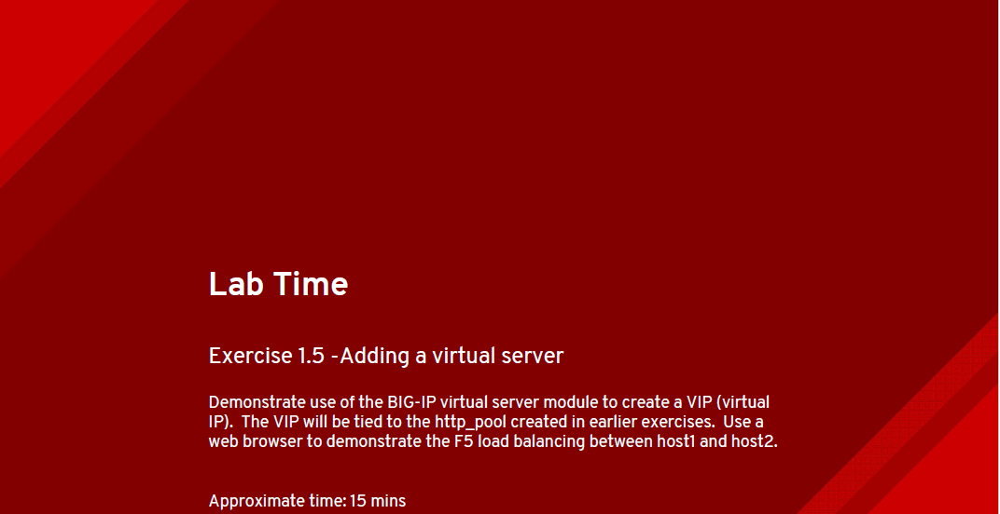 Lab Time
Exercise 1.5 -Adding a virtual server
Demonstrate use of the BIG-IP virtual server module to create a VIP (virtual
IP).  The VIP will be tied to the http_pool created in earlier exercises.  Use a
web browser to demonstrate the F5 load balancing between host1 and host2.
Approximate time: 15 mins